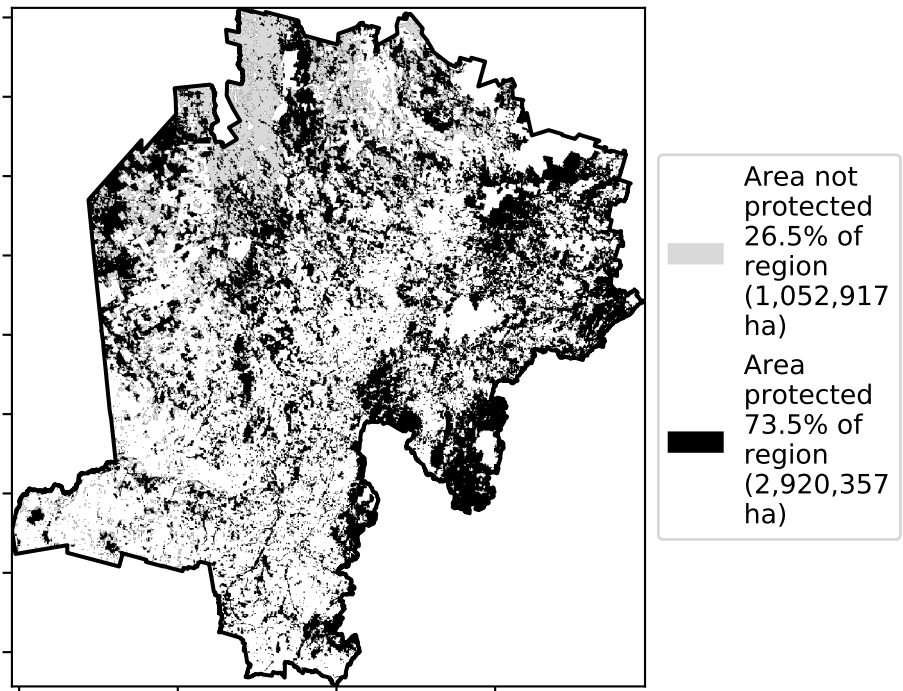 Area not
protected
26.5% of
region
(1,052,917
ha)
Area
protected
73.5% of
region
(2,920,357
ha)